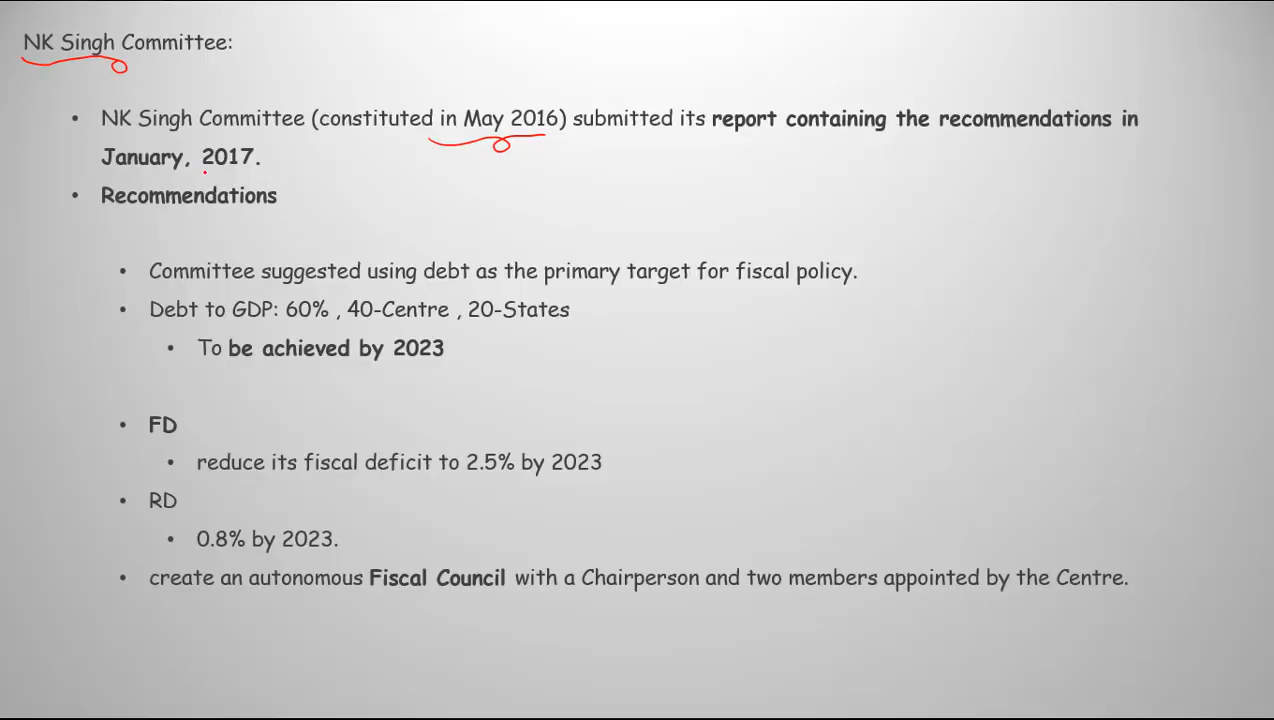 NK Singh Committee:
• NK Singh Committee (constituted in May 2016) submitted its report containing the recommendations in
January, 2017.
• Recommendations
• Committee suggested using debt as the primary target for fiscal policy.
• Debt to GDP: 60% , 40-Centre , 20-States
• To be achieved by 2023
• FD
• reduce its fiscal deficit to 2.5% by 2023
• RD
• 0.8% by 2023.
• create an autonomous Fiscal Council with a Chairperson and two members appointed by the Centre.